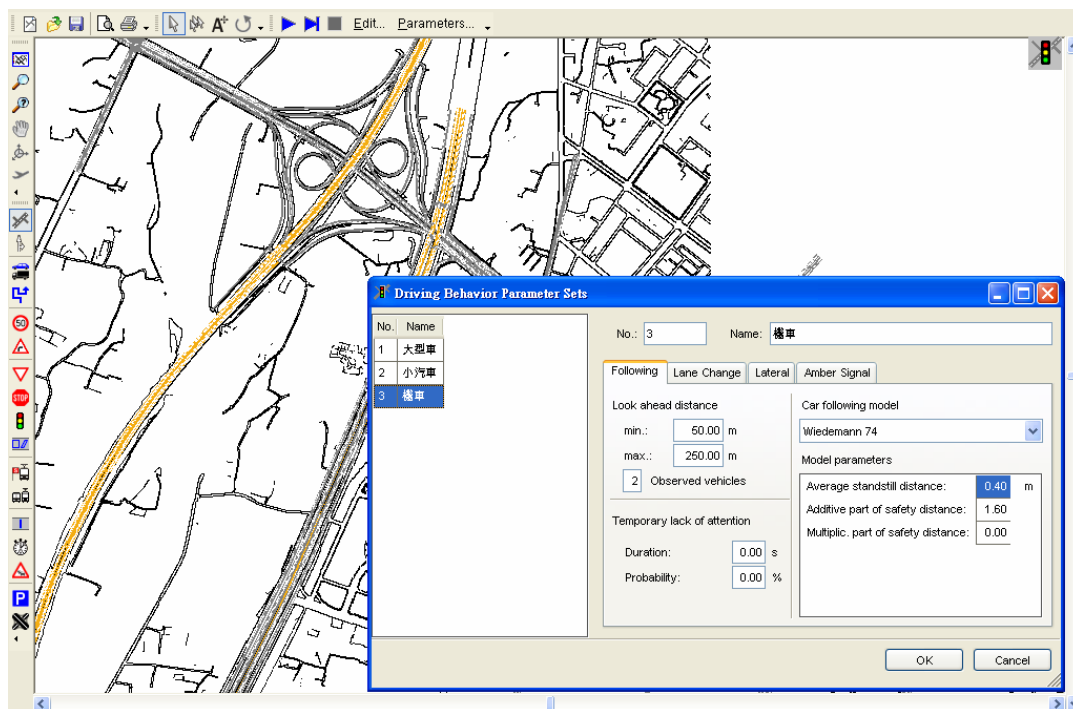 Edit... Parameters...
Driving Behavior Parameter Sets
No. Name
1 大型車
2 小汽車
3 機車
No.: 3 Name: 機車
Following Lane Change Lateral Amber Signal
Look ahead distance
min.: 50.00 m
max.: 250.00 m
2 Observed vehicles
Temporary lack of attention
Duration: 0.00 s
Probability: 0.00 %
Car following model
Wiedemann 74
Model parameters
Average standstill distance: 0.40 m
Additive part of safety distance: 1.60
Multiplic. part of safety distance: 0.00
OK Cancel
50
STOP
P